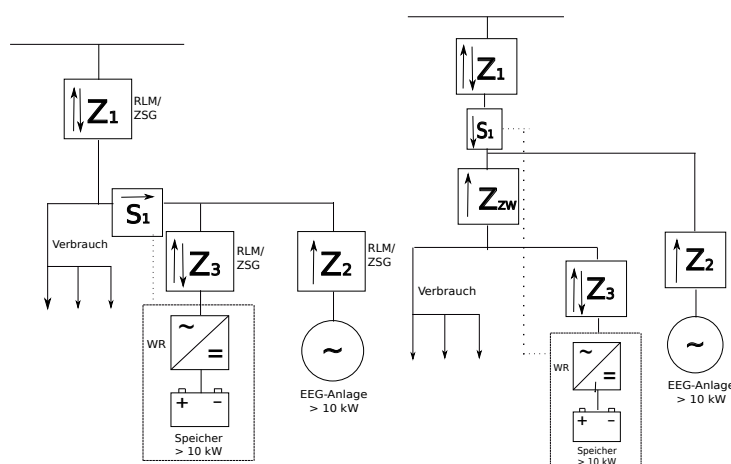 Z1
RLM/
ZSG
S1
Verbrauch
Z3
RLM/
ZSG
Z2
RLM/
ZSG
WR
~
=
+ -
~
EEG-Anlage
> 10 kW
Speicher
> 10 kW
Z1
S1
ZZW
Z2
Verbrauch
Z3
WR
~
=
+ -
~
EEG-Anlage
> 10 kW
Speicher
> 10 kW